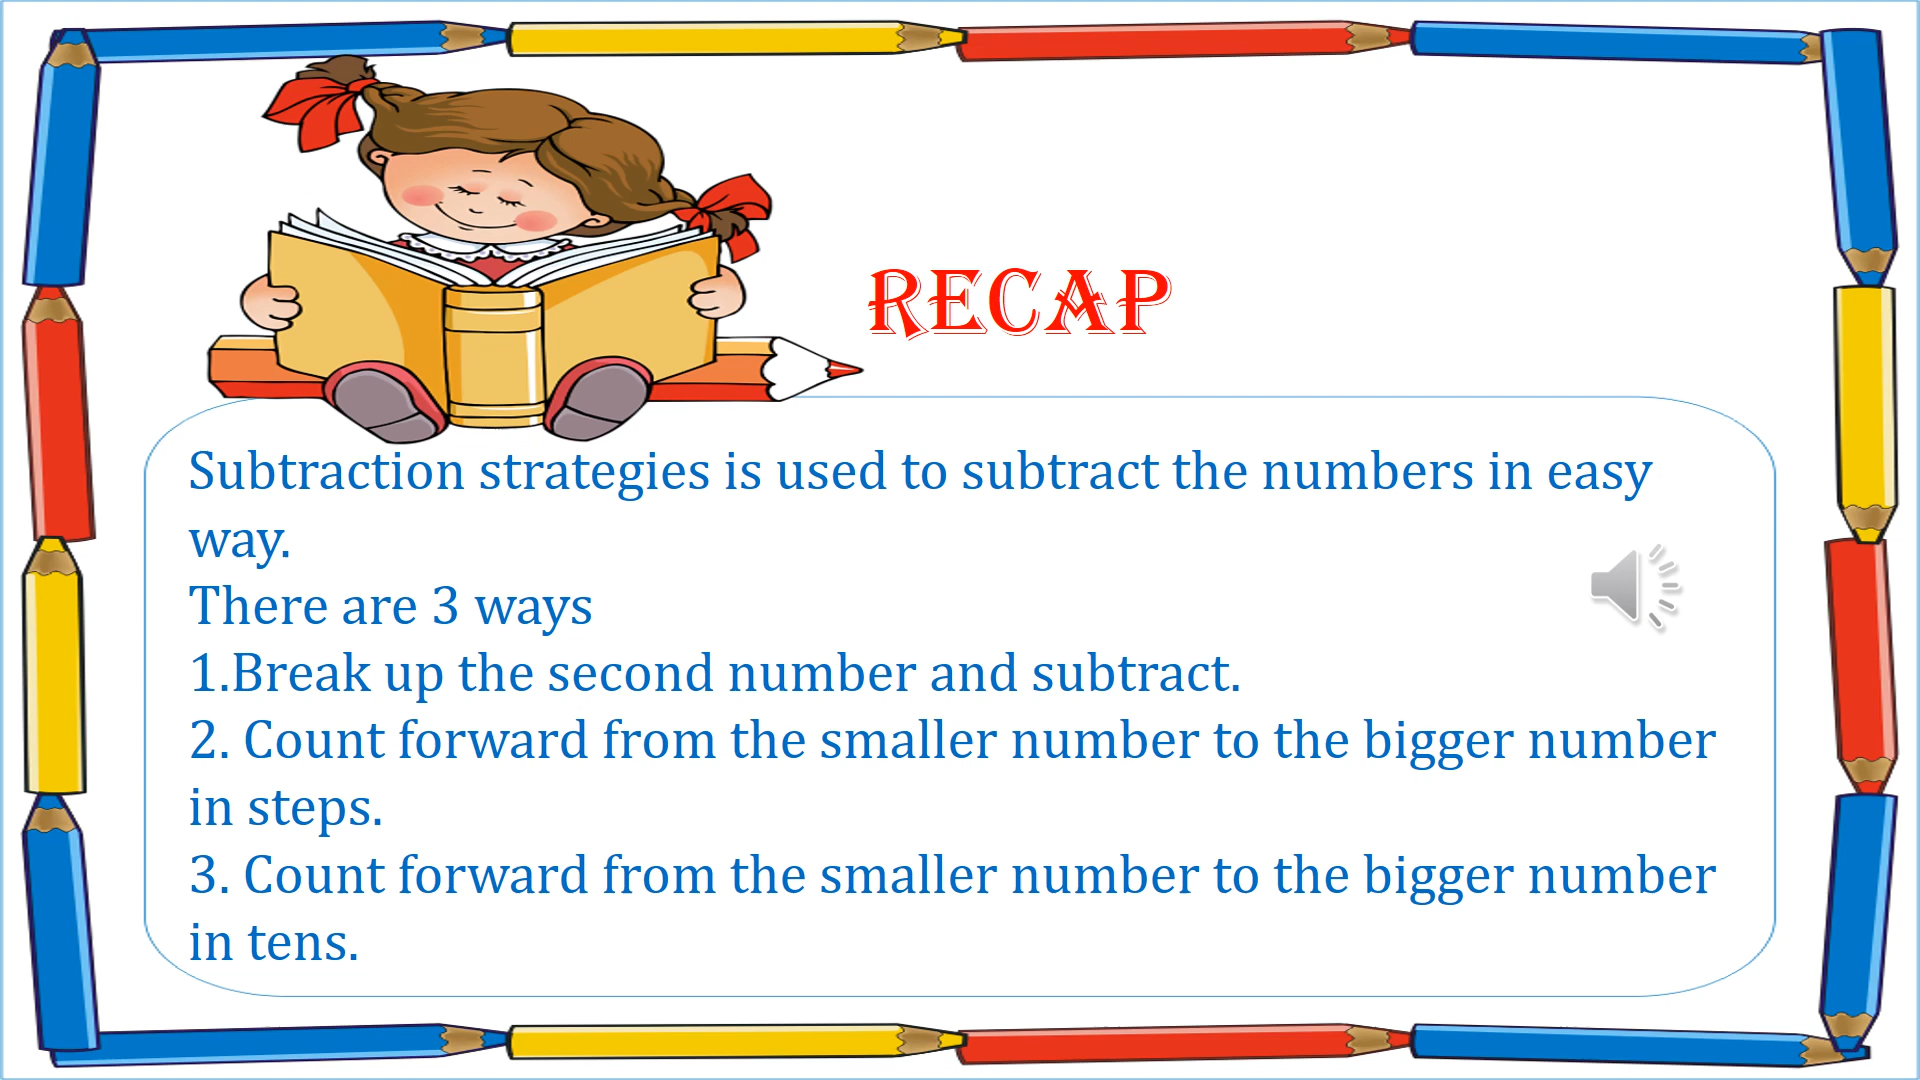 RECAP
Subtraction strategies is used to subtract the numbers in easy
way.
There are 3 ways
1.Break up the second number and subtract.
2. Count forward from the smaller number to the bigger number
in steps.
3. Count forward from the smaller number to the bigger number
in tens.